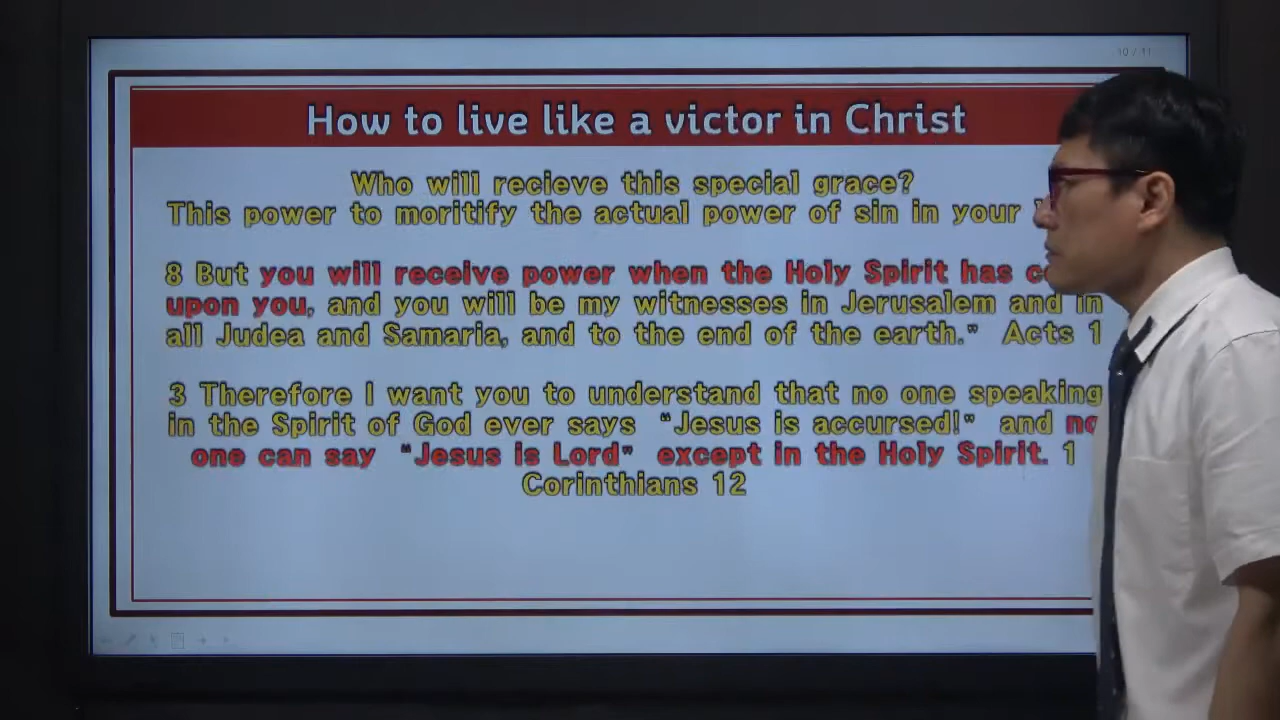 10 / 11
How to live like a victor in Christ
Who will recieve this special grace?
This power to moritify the actual power of sin in your
8 But you will receive power when the Holy Spirit has
upon you, and you will be my witnesses in Jerusalem and in
all Judea and Samaria, and to the end of the earth.” Acts 1
3 Therefore I want you to understand that no one speaking
in the Spirit of God ever says “Jesus is accursed!” and no
one can say “Jesus is Lord” except in the Holy Spirit. 1
Corinthians 12